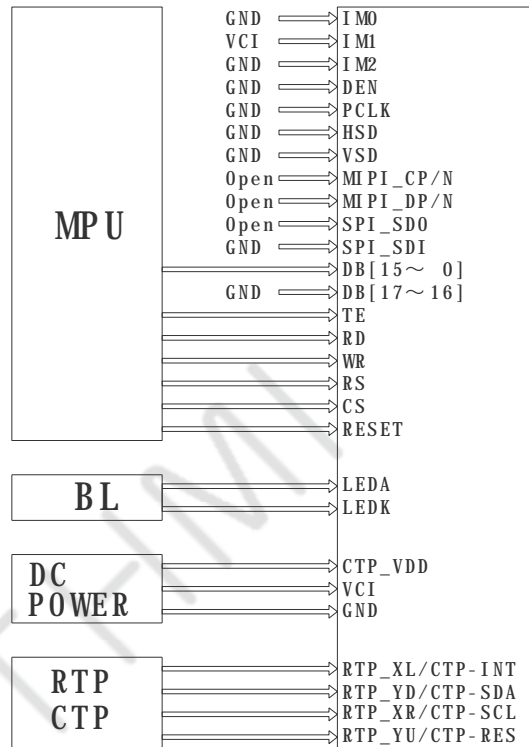 GND IM0
VCI IM1
GND IM2
GND DEN
GND PCLK
GND HSD
GND VSD
Open MIPI_CP/N
MPU
Open MIPI_DP/N
Open SPI_SDO
GND SPI_SDI
DB[15～ 0]
GND DB[17～16]
TE
RD
WR
RS
CS
RESET
BL
LEDA
LEDK
DC
POWER
CTP_VDD
VCI
GND
RTP
CTP
RTP_XL/CTP-INT
RTP_YD/CTP-SDA
RTP_XR/CTP-SCL
RTP_YU/CTP-RES